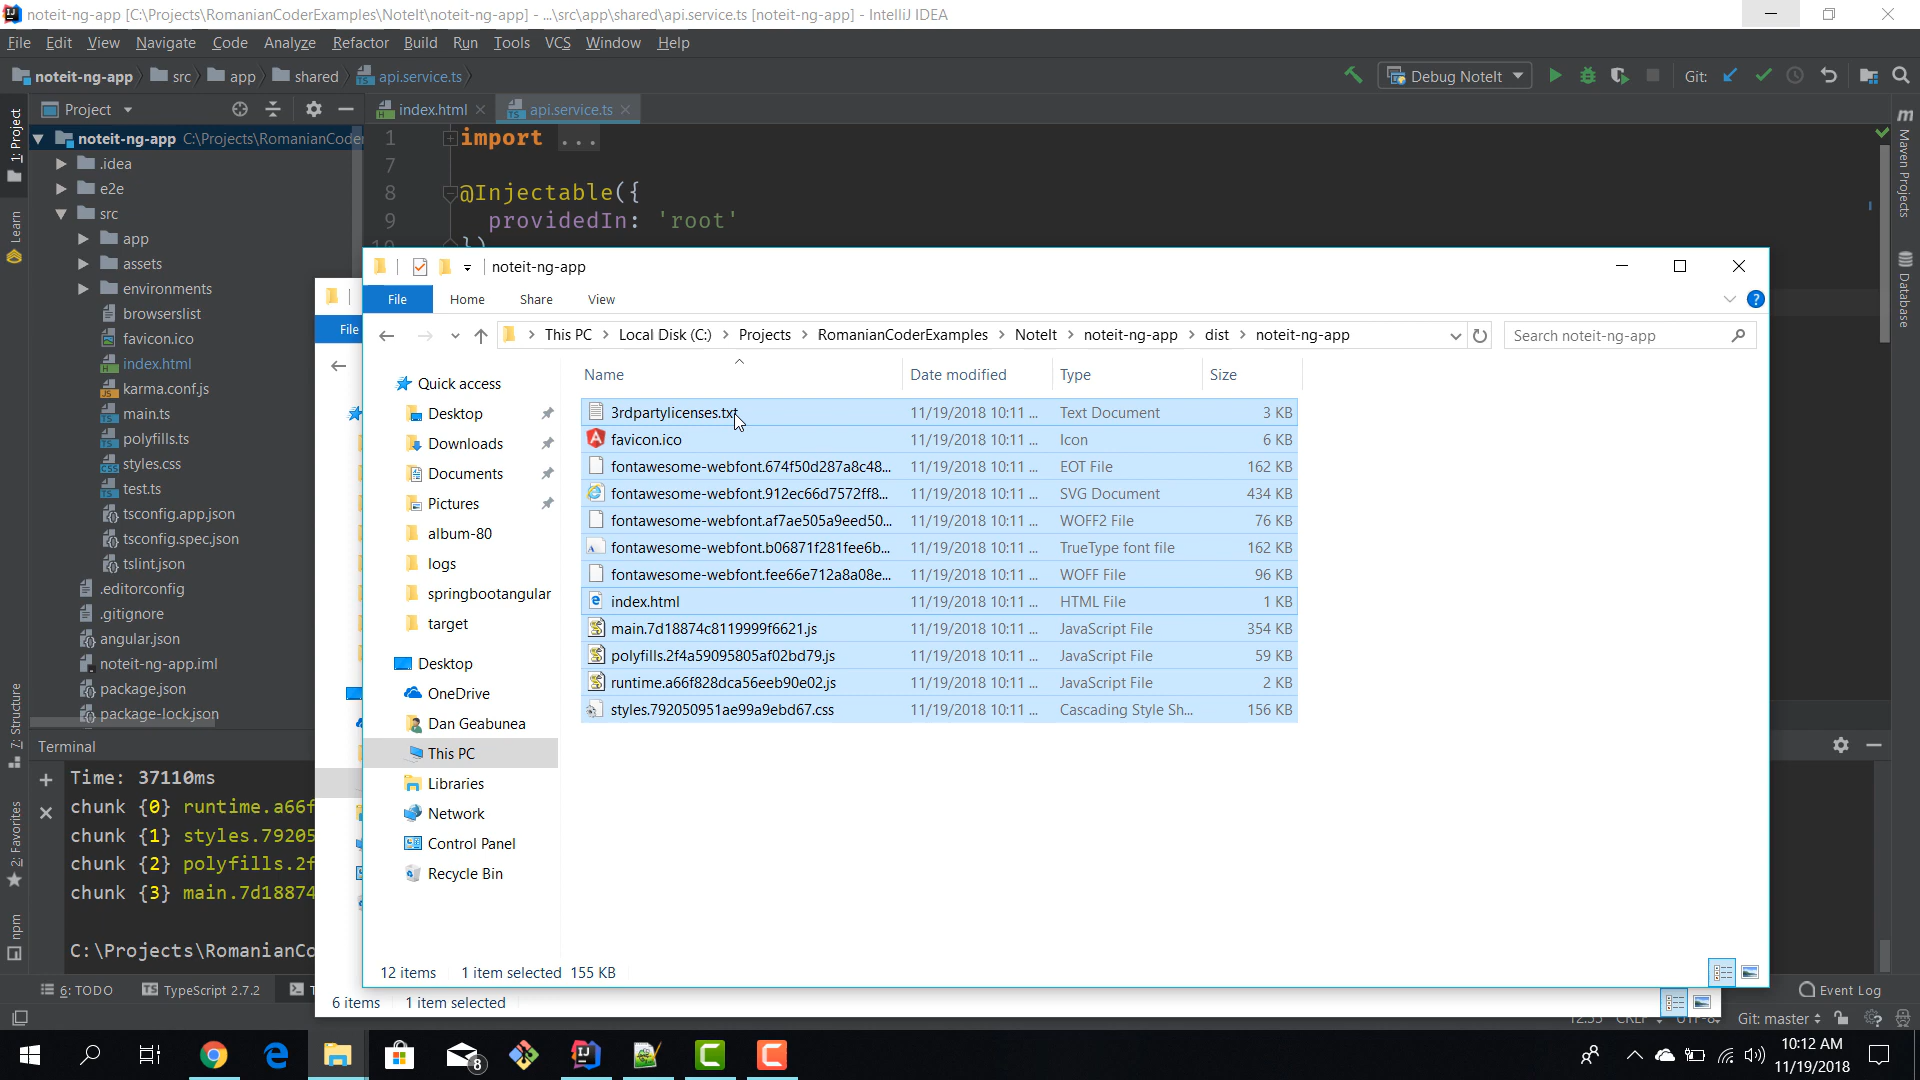 noteit-ng-app [C:\Projects\RomanianCoderExamples\NoteIt\noteit-ng-app] - ...\src\app\shared\api.service.ts [noteit-ng-app] - IntelliJ IDEA
File Edit View Navigate Code Analyze Refactor Build Run Tools VCS Window Help
noteit-ng-app src app shared api.service.ts Debug NoteIt Git:
1: Project
Learn
7: Structure
2: Favorites
npm
Project
noteit-ng-app C:\Projects\RomanianCoder
.idea
e2e
src
app
assets
environments
browserslist
favicon.ico
index.html
karma.conf.js
main.ts
polyfills.ts
styles.css
test.ts
tsconfig.app.json
tsconfig.spec.json
tslint.json
.editorconfig
.gitignore
angular.json
noteit-ng-app.iml
package.json
package-lock.json
index.html api.service.ts
1 import ...
7
8 @Injectable({
9 providedIn: 'root'
10 })
Maven Projects
Database
File
noteit-ng-app
File Home Share View
This PC > Local Disk (C:) > Projects > RomanianCoderExamples > NoteIt > noteit-ng-app > dist > noteit-ng-app
Search noteit-ng-app
Quick access
Desktop
Downloads
Documents
Pictures
album-80
logs
springbootangular
target
Desktop
OneDrive
Dan Geabunea
This PC
Libraries
Network
Control Panel
Recycle Bin
Name Date modified Type Size
3rdpartylicenses.txt 11/19/2018 10:11 ... Text Document 3 KB
favicon.ico 11/19/2018 10:11 ... Icon 6 KB
fontawesome-webfont.674f50d287a8c48... 11/19/2018 10:11 ... EOT File 162 KB
fontawesome-webfont.912ec66d7572ff8... 11/19/2018 10:11 ... SVG Document 434 KB
fontawesome-webfont.af7ae505a9eed50... 11/19/2018 10:11 ... WOFF2 File 76 KB
fontawesome-webfont.b06871f281fee6b... 11/19/2018 10:11 ... TrueType font file 162 KB
fontawesome-webfont.fee66e712a8a08e... 11/19/2018 10:11 ... WOFF File 96 KB
index.html 11/19/2018 10:11 ... HTML File 1 KB
main.7d18874c8119999f6621.js 11/19/2018 10:11 ... JavaScript File 354 KB
polyfills.2f4a59095805af02bd79.js 11/19/2018 10:11 ... JavaScript File 59 KB
runtime.a66f828dca56eeb90e02.js 11/19/2018 10:11 ... JavaScript File 2 KB
styles.792050951ae99a9ebd67.css 11/19/2018 10:11 ... Cascading Style Sh... 156 KB
12 items 1 item selected 155 KB
6 items 1 item selected
Terminal
Time: 37110ms
chunk {0} runtime.a66f
chunk {1} styles.79205
chunk {2} polyfills.2f
chunk {3} main.7d18874
C:\Projects\RomanianCo
6: TODO TypeScript 2.7.2 Event Log
Git: master
8
10:12 AM
11/19/2018